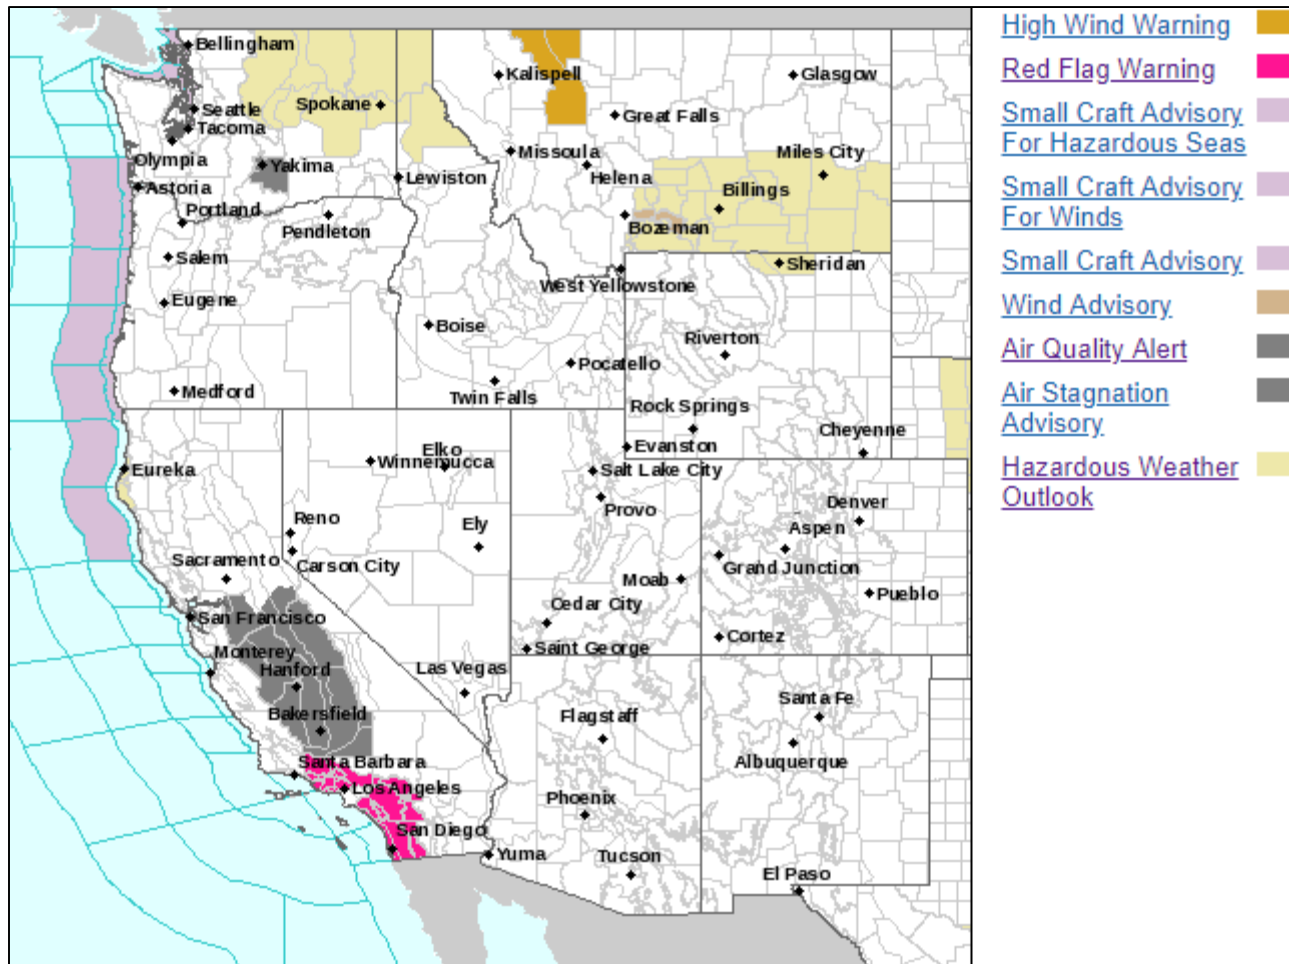 Bellingham
Kalispell
Glasgow
Spokane
Seattle
Great Falls
Tacoma
Olympia
Missoula
Miles City
Yakima
Helena
Lewiston
Astoria
Billings
Portland
Pendleton
Bozeman
Salem
Sheridan
West Yellowstone
Eugene
Boise
Riverton
Pocatello
Medford
Twin Falls
Rock Springs
Cheyenne
Elko
Evanston
Winnemucca
Eureka
Salt Lake City
Provo
Denver
Reno
Ely
Aspen
Sacramento
Carson City
Grand Junction
Moab
Pueblo
Cedar City
San Francisco
Cortez
Monterey
Saint George
Hanford
Las Vegas
Santa Fe
Bakersfield
Flagstaff
Santa Barbara
Albuquerque
Los Angeles
Phoenix
San Diego
Yuma
Tucson
El Paso
High Wind Warning
Red Flag Warning
Small Craft Advisory
For Hazardous Seas
Small Craft Advisory
For Winds
Small Craft Advisory
Wind Advisory
Air Quality Alert
Air Stagnation
Advisory
Hazardous Weather
Outlook